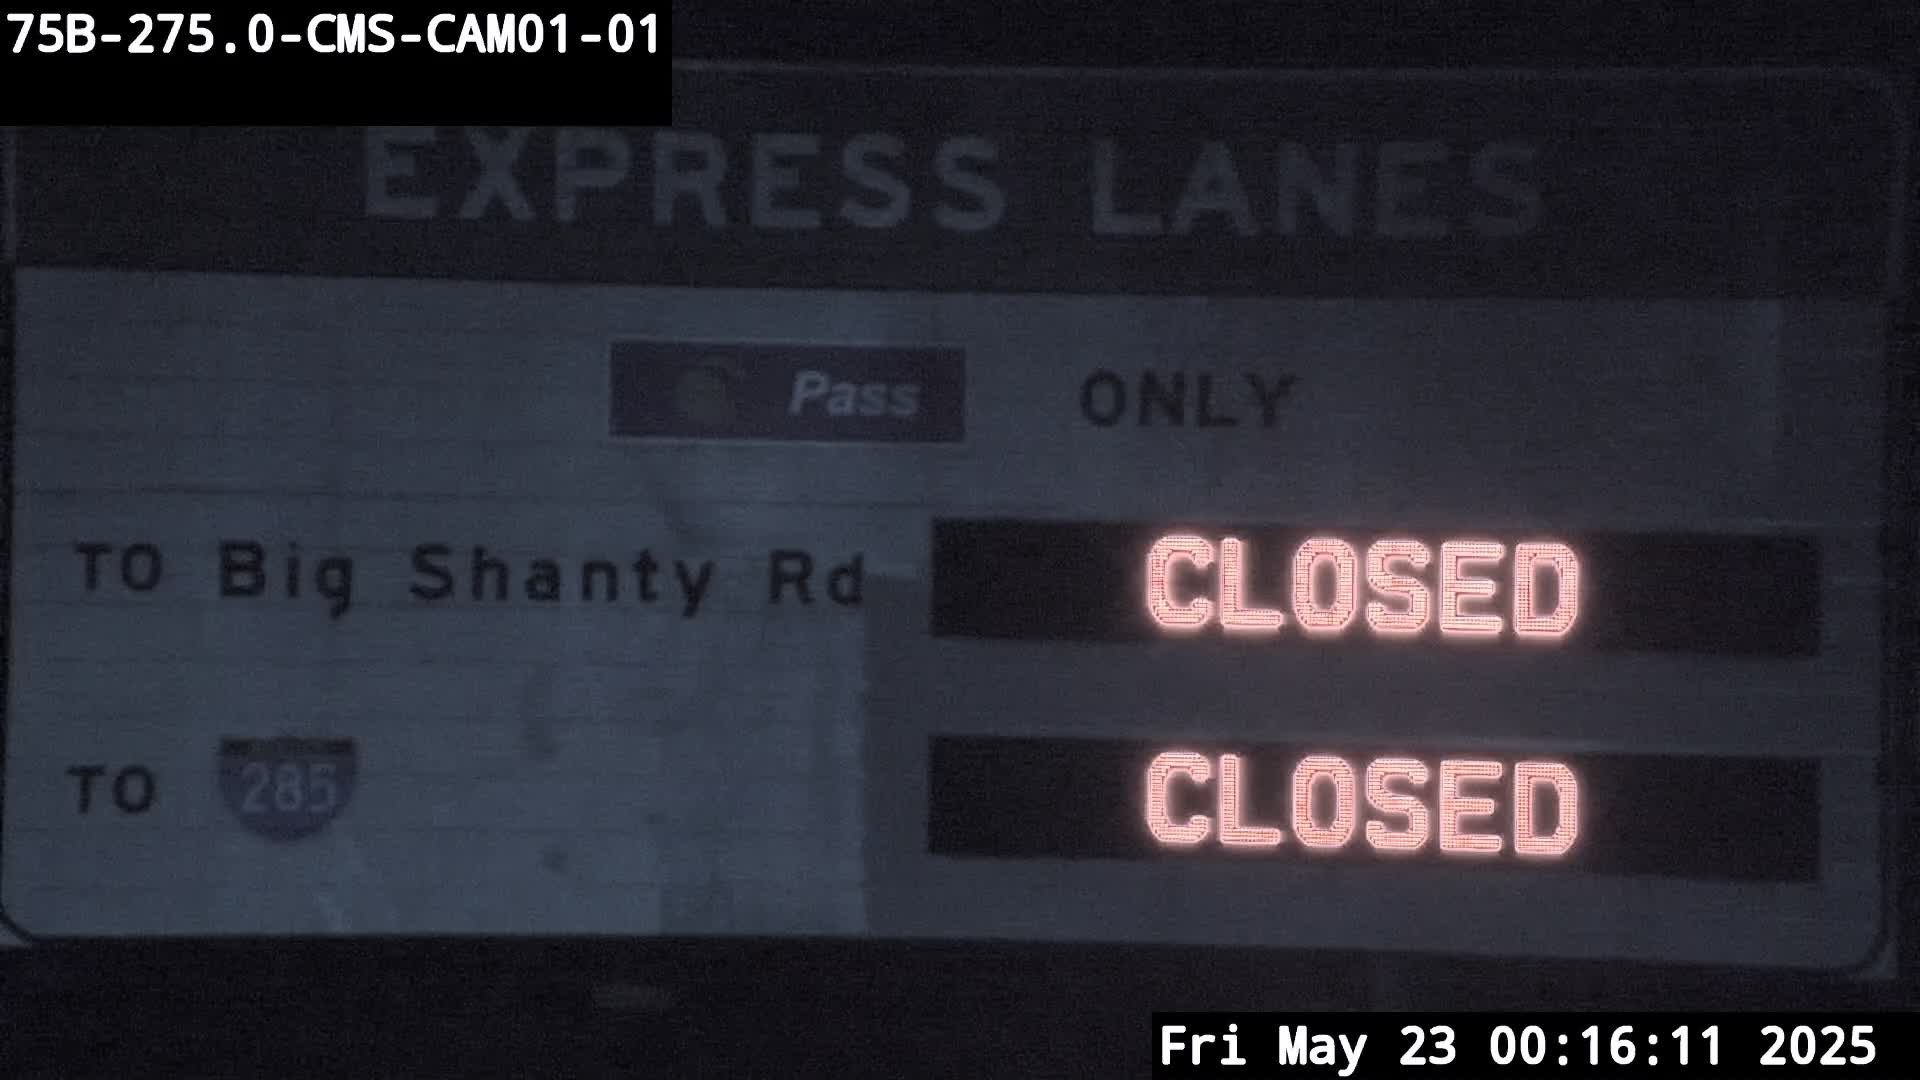 75B-275.0-CMS-CAM01-01
EXPRESS LANES
Pass ONLY
TO Big Shanty Rd CLOSED
TO 285 CLOSED
Fri May 23 00:16:11 2025